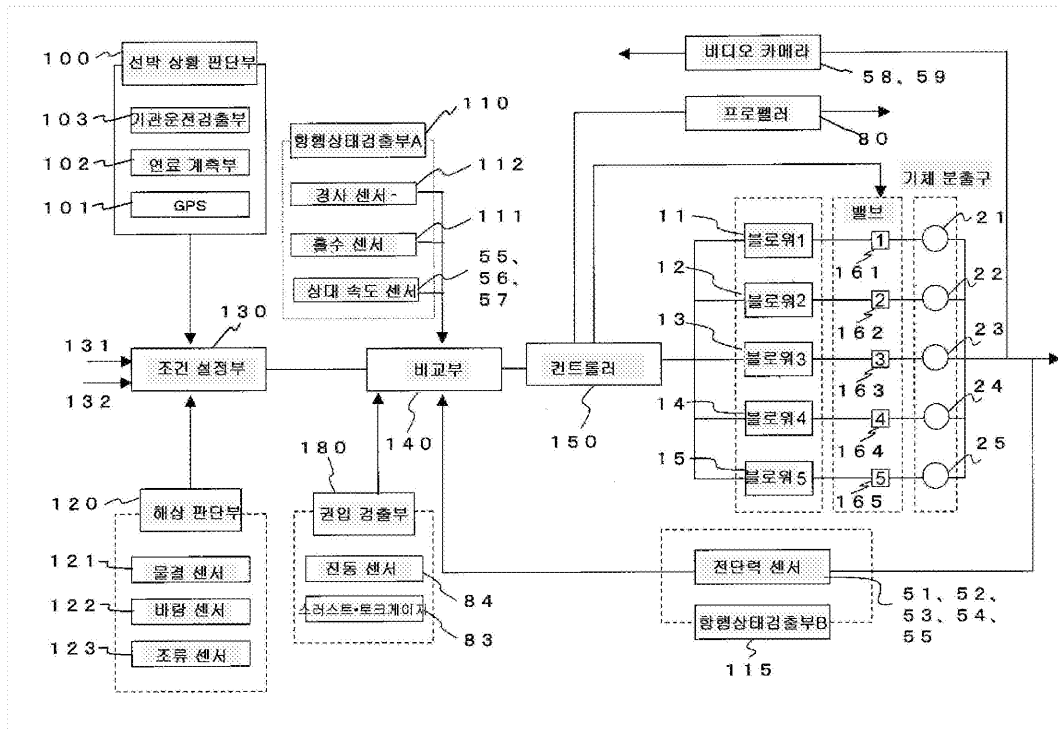 100
선박 상황 판단부
103
기관운전검출부
102
연료 계측부
101
GPS
110
항행상태검출부A
112
경사 센서-
111
흘수 센서
55、
56、
57
상대 속도 센서
비디오 카메라
58、59
프로펠러
80
기체 분출구
밸브
11
블로워1
1
161
21
12
블로워2
2
162
22
13
블로워3
3
163
23
14
블로워4
4
164
24
15
블로워5
5
165
25
130
131
132
조건 설정부
비교부
140
컨트롤러
150
120
해상 판단부
121
물결 센서
122
바람 센서
123
조류 센서
180
권입 검출부
진동 센서
84
스러스트•토크게이지
83
전단력 센서
51、52、
53、54、
55
항행상태검출부B
115